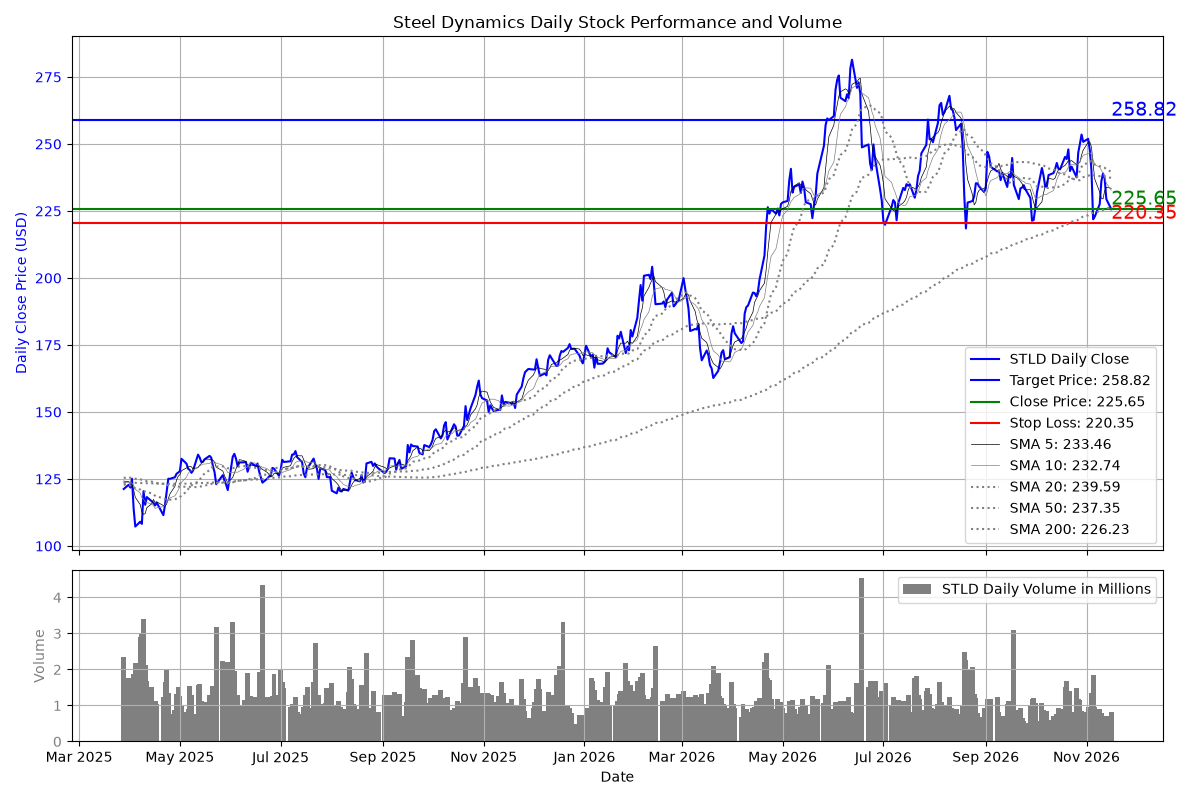 Steel Dynamics Daily Stock Performance and Volume
Daily Close Price (USD)
275
250
225
200
175
150
125
100
258.82
225.65
220.35
STLD Daily Close
Target Price: 258.82
Close Price: 225.65
Stop Loss: 220.35
SMA 5: 233.46
SMA 10: 232.74
SMA 20: 239.59
SMA 50: 237.35
SMA 200: 226.23
Volume
4
3
2
1
0
STLD Daily Volume in Millions
Mar 2025 May 2025 Jul 2025 Sep 2025 Nov 2025 Jan 2026 Mar 2026 May 2026 Jul 2026 Sep 2026 Nov 2026
Date